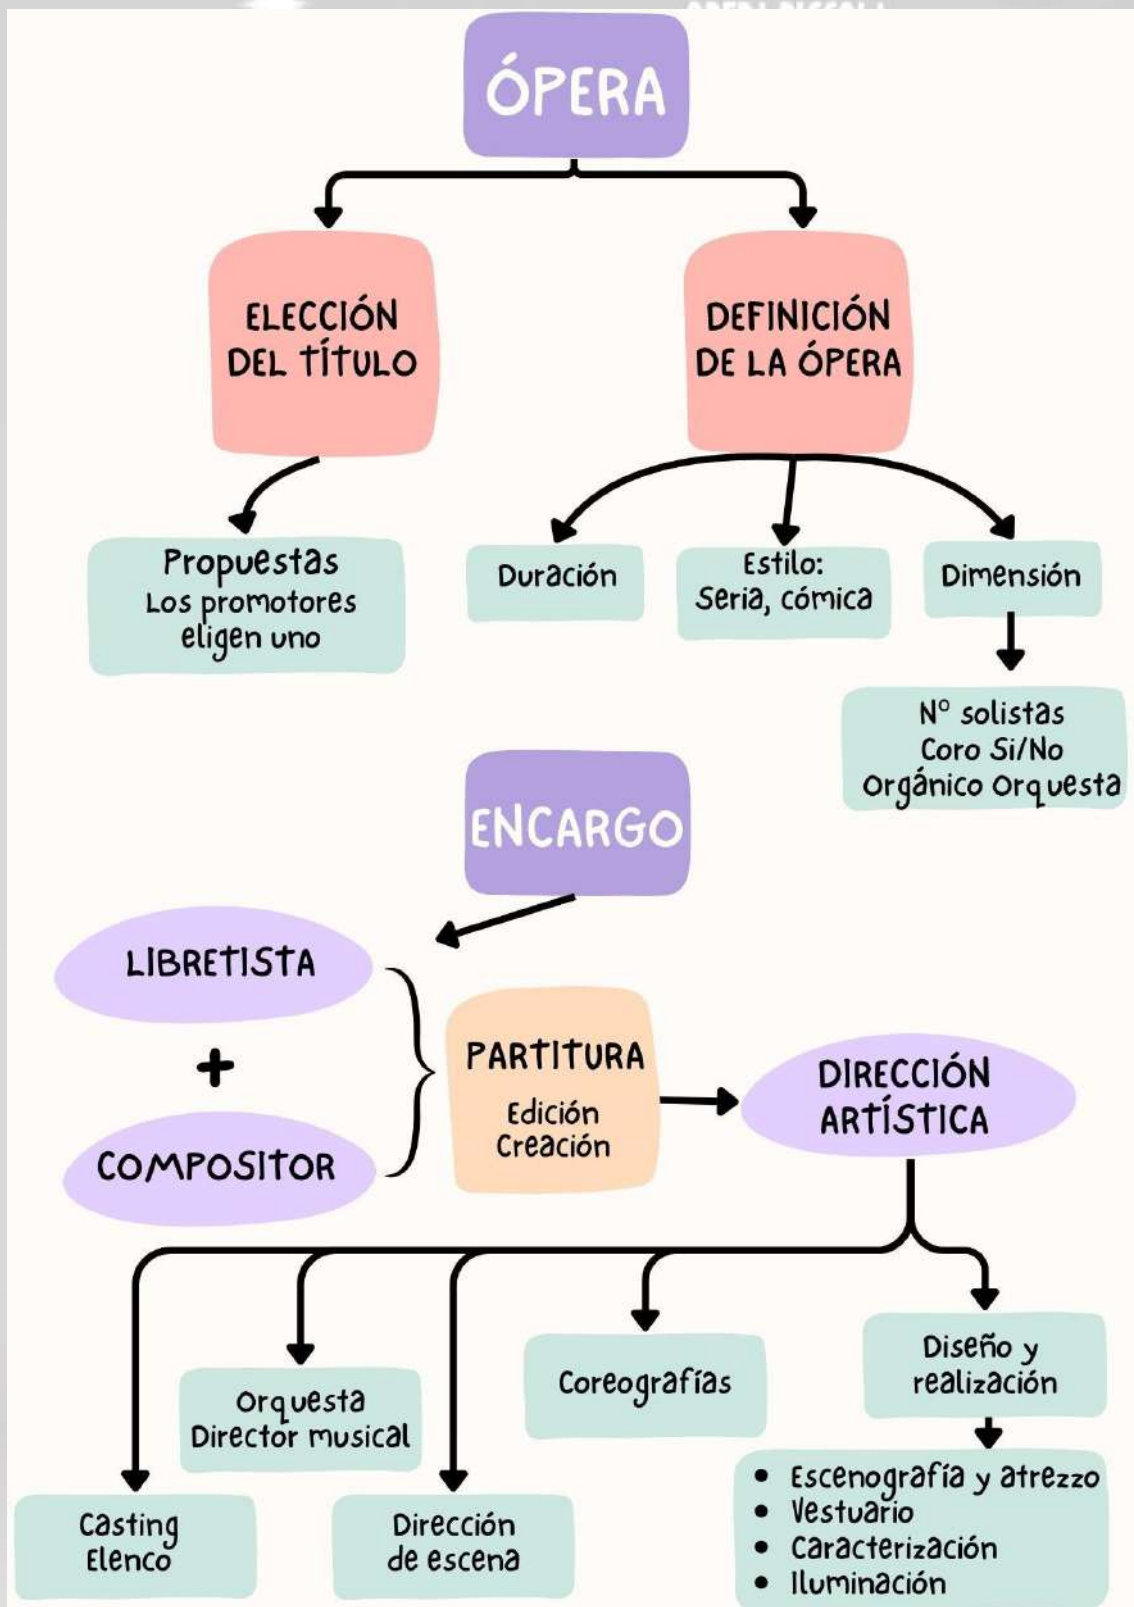 ÓPERA
ELECCIÓN
DEL TÍTULO
DEFINICIÓN
DE LA ÓPERA
Propuestas
Los promotores
eligen uno
Duración
Estilo:
Seria, cómica
Dimensión
Nº solistas
Coro Si/No
Orgánico Orquesta
ENCARGO
LIBRETISTA
+
COMPOSITOR
PARTITURA
Edición
Creación
DIRECCIÓN
ARTÍSTICA
Casting
Elenco
Orquesta
Director musical
Dirección
de escena
Coreografías
Diseño y
realización
• Escenografía y atrezzo
• Vestuario
• Caracterización
• Iluminación